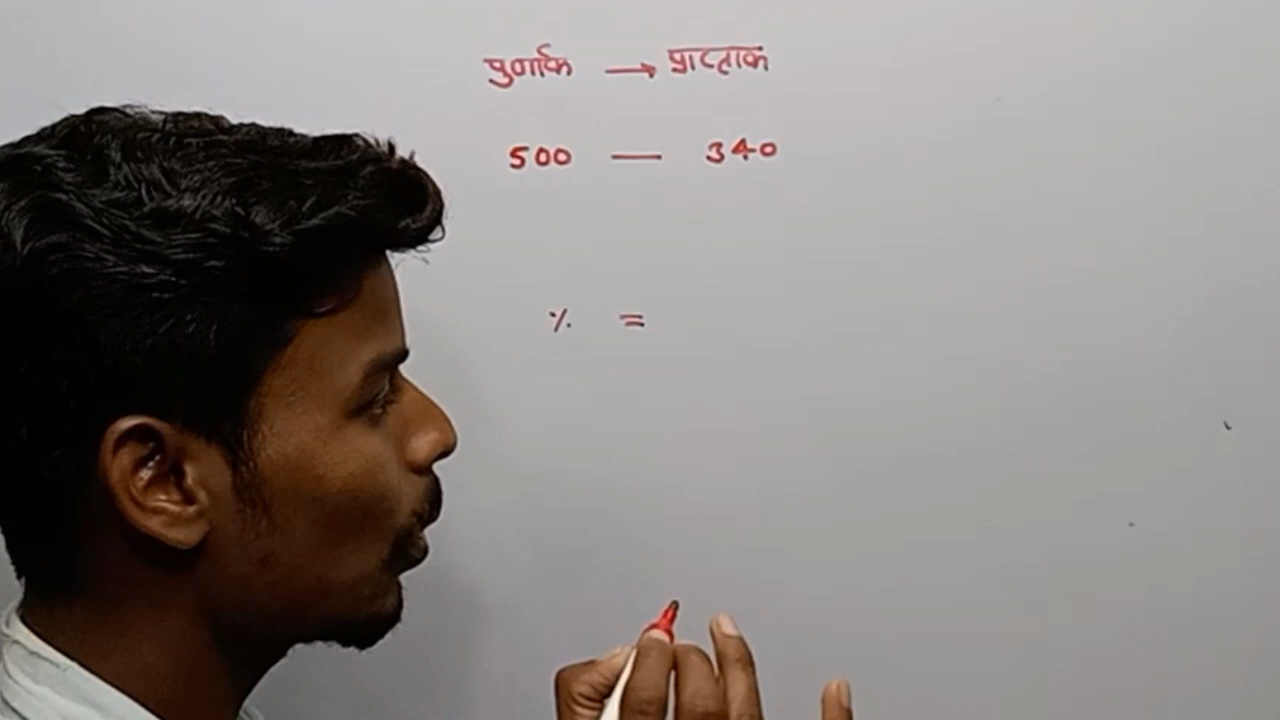 पुर्णांक → प्राप्तांक
500 — 340
% =